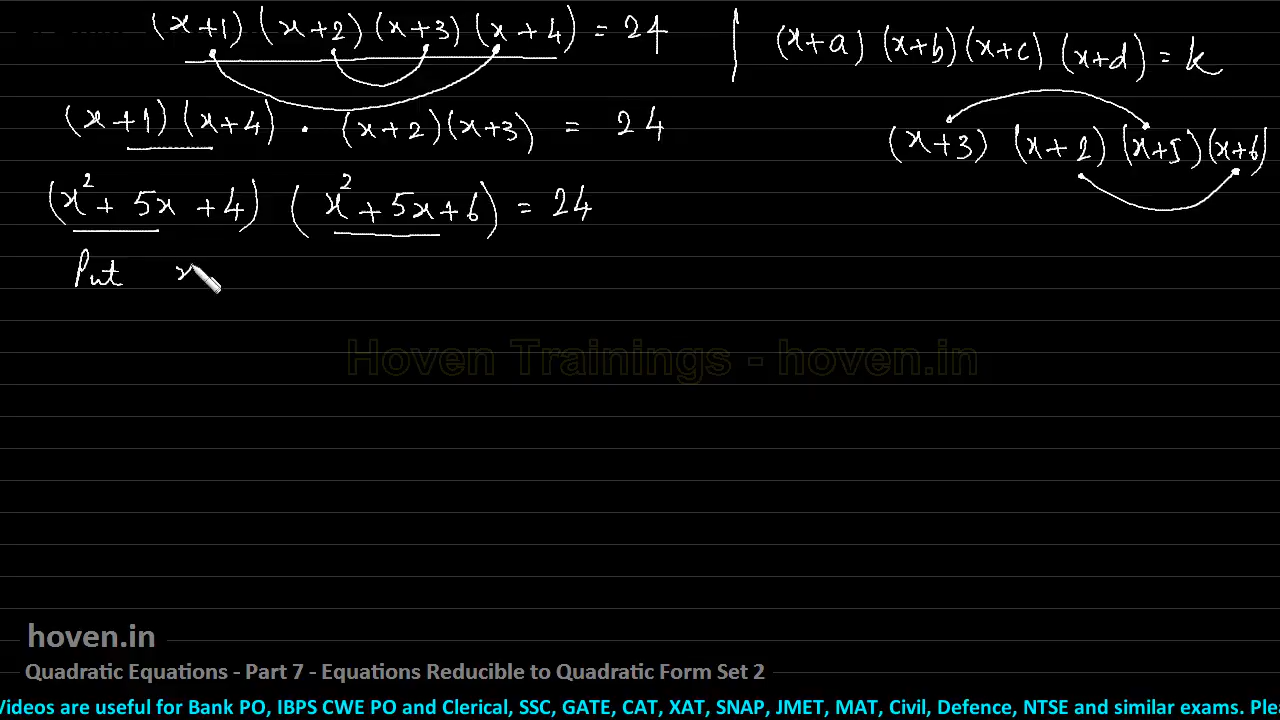 (x+1) (x+2) (x+3) (x+4) = 24
(x+1)(x+4) . (x+2)(x+3) = 24
(x² + 5x + 4) (x² + 5x + 6) = 24
Put x
(x+a) (x+b)(x+c) (x+d) = k
(x+3) (x+2) (x+5)(x+6)
Hoven Trainings - hoven.in
hoven.in
Quadratic Equations - Part 7 - Equations Reducible to Quadratic Form Set 2
Videos are useful for Bank PO, IBPS CWE PO and Clerical, SSC, GATE, CAT, XAT, SNAP, JMET, MAT, Civil, Defence, NTSE and similar exams. Ple